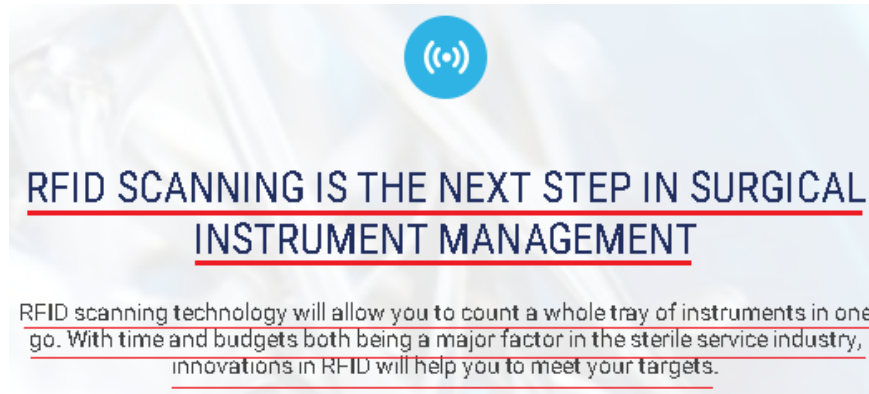 RFID SCANNING IS THE NEXT STEP IN SURGICAL
INSTRUMENT MANAGEMENT
RFID scanning technology will allow you to count a whole tray of instruments in one
go. With time and budgets both being a major factor in the sterile service industry,
innovations in RFID will help you to meet your targets.